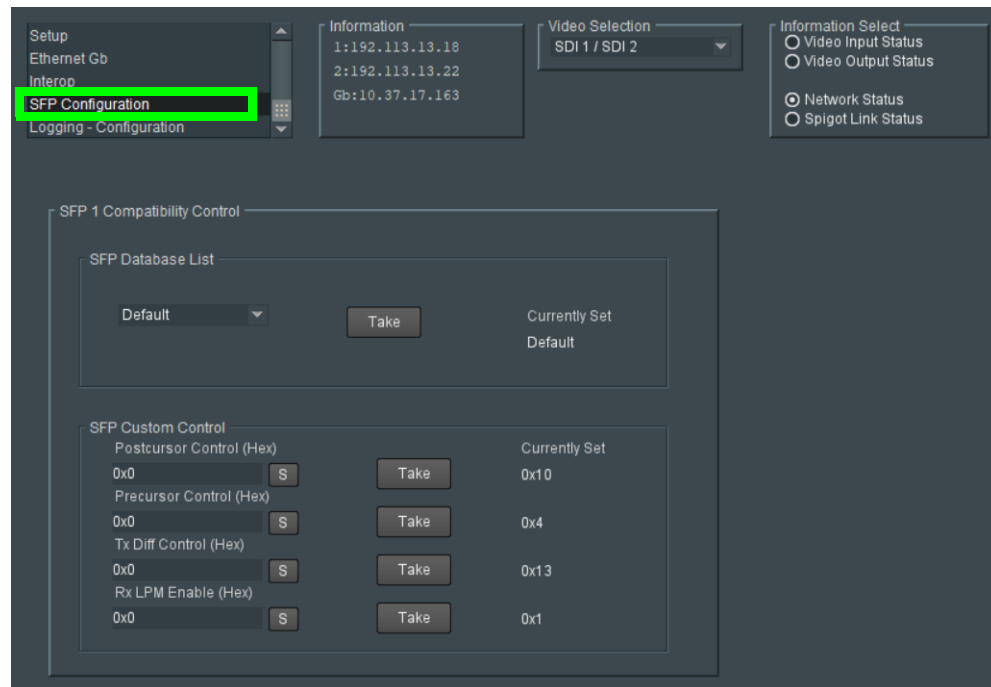 Setup
Ethernet Gb
Interop
SFP Configuration
Logging - Configuration
Information
1:192.113.13.18
2:192.113.13.22
Gb:10.37.17.163
Video Selection
SDI 1 / SDI 2
Information Select
Video Input Status
Video Output Status
Network Status
Spigot Link Status
SFP 1 Compatibility Control
SFP Database List
Default
Take
Currently Set
Default
SFP Custom Control
Postcursor Control (Hex)
Currently Set
0x0 S Take 0x10
Precursor Control (Hex)
0x0 S Take 0x4
Tx Diff Control (Hex)
0x0 S Take 0x13
Rx LPM Enable (Hex)
0x0 S Take 0x1